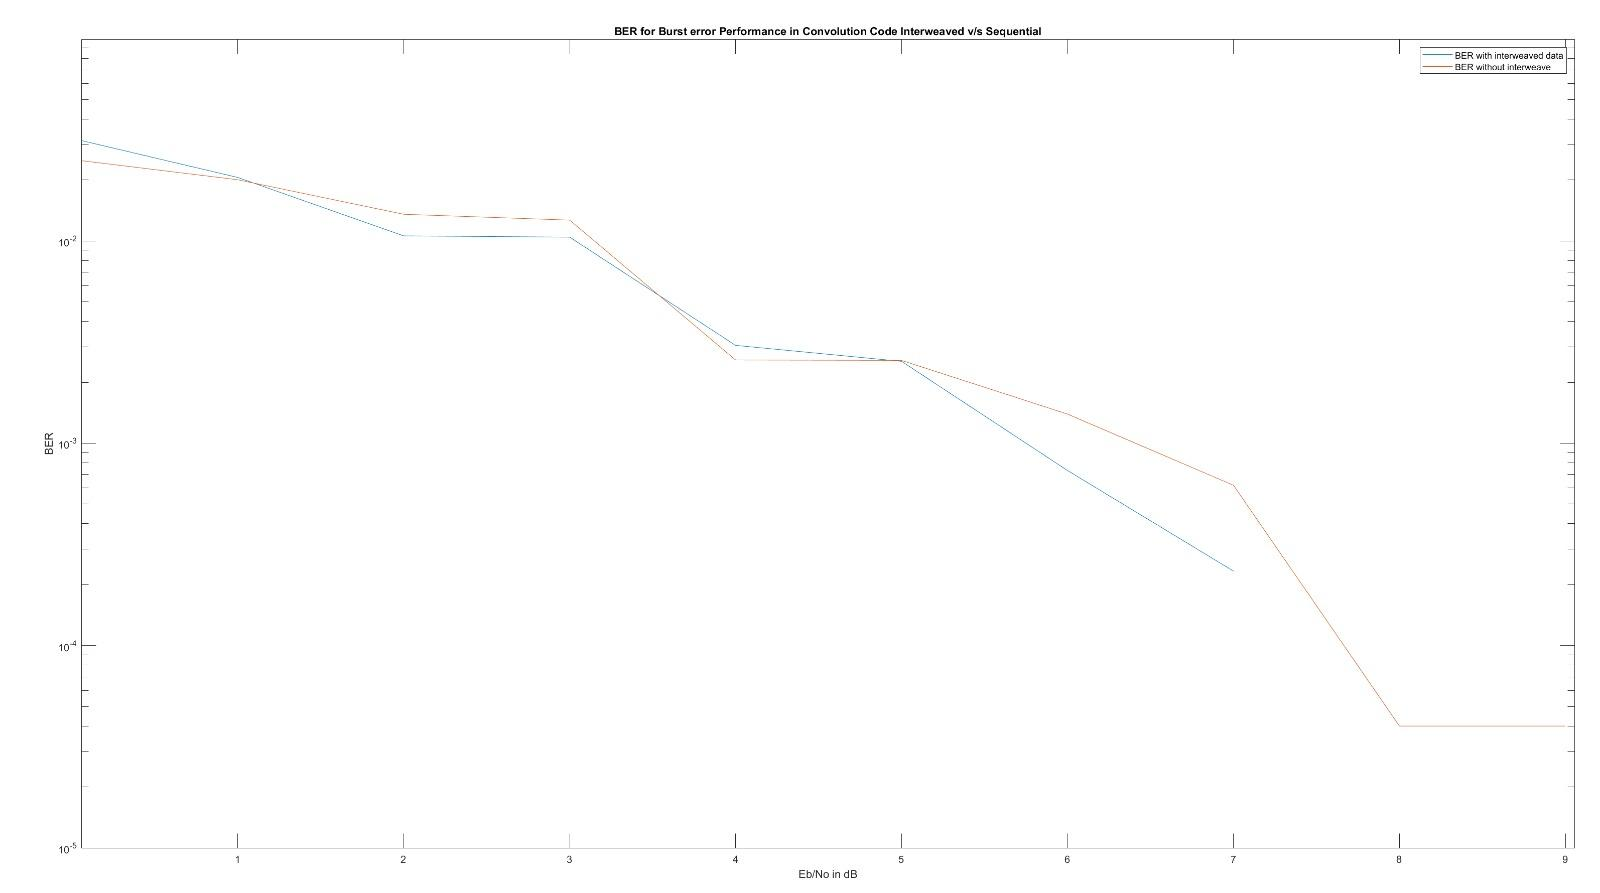 BER for Burst error Performance in Convolution Code Interweaved v/s Sequential
BER with interweaved data
BER without interweave
BER
10-2
10-3
10-4
10-5
1 2 3 4 5 6 7 8 9
Eb/No in dB